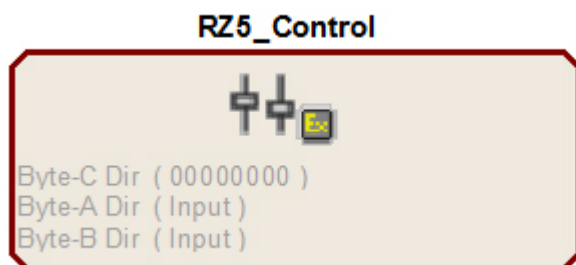 RZ5_Control
Ex
Byte-C Dir ( 00000000 )
Byte-A Dir ( Input )
Byte-B Dir ( Input )